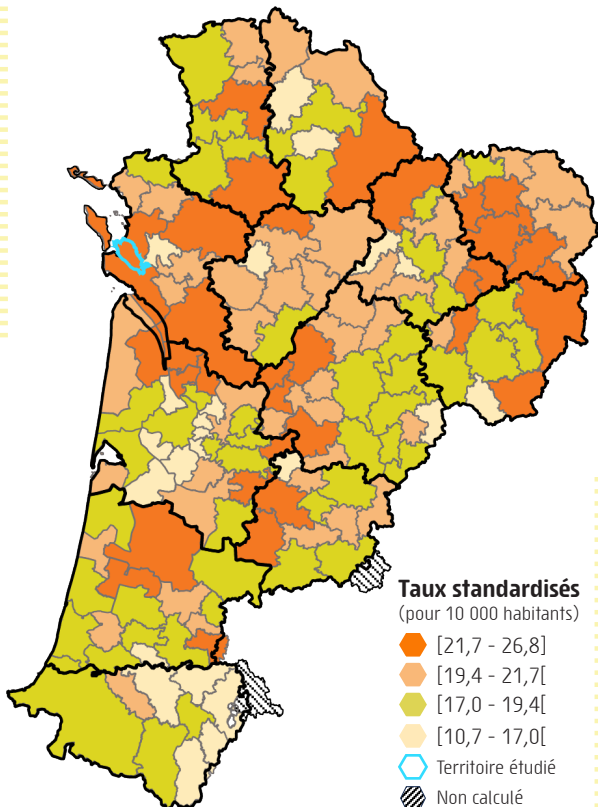 Taux standardisés
(pour 10 000 habitants)
[21,7 - 26,8]
[19,4 - 21,7[
[17,0 - 19,4[
[10,7 - 17,0[
Territoire étudié
Non calculé